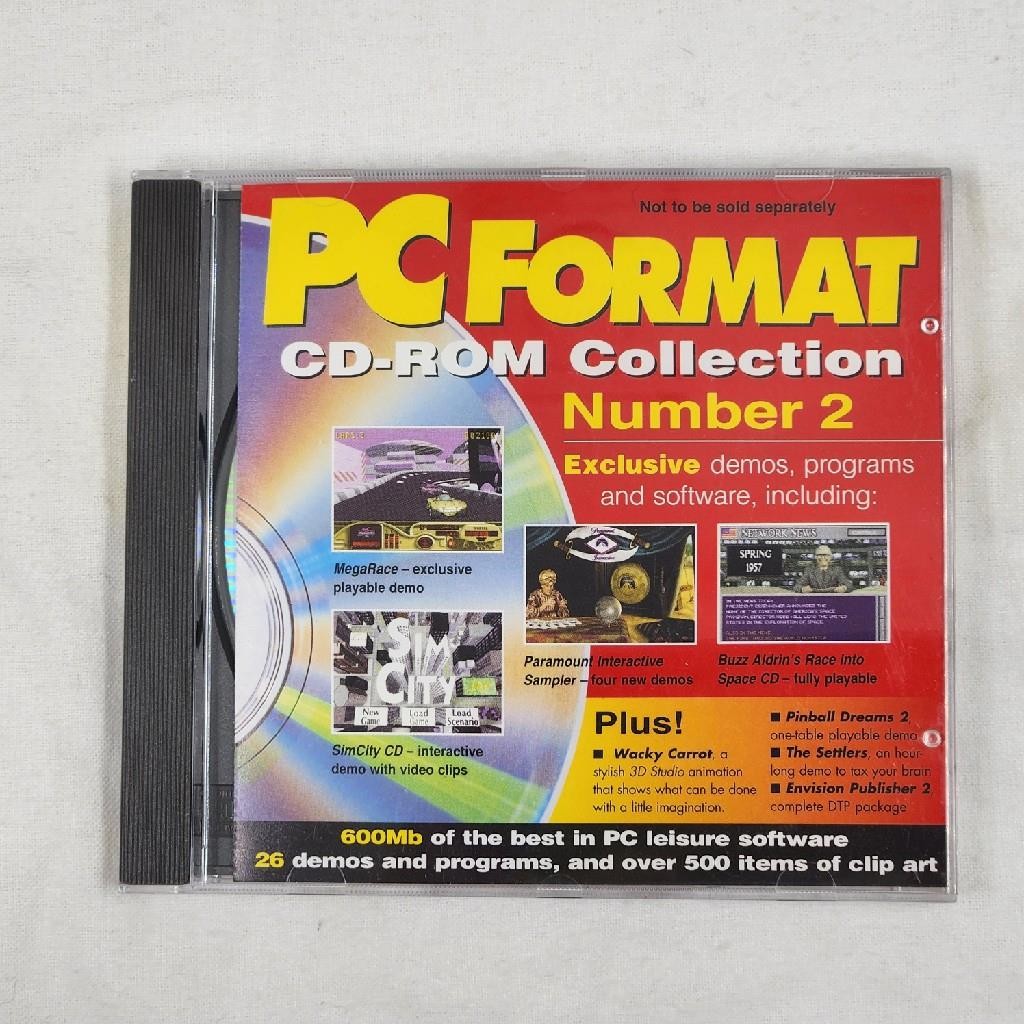 Not to be sold separately
PC FORMAT
CD-ROM Collection
Number 2
Exclusive demos, programs
and software, including:
MegaRace – exclusive
playable demo
SIM
CITY
New Game
Load Game
Load Scenario
SimCity CD – interactive
demo with video clips
Paramount Interactive
Sampler – four new demos
NETWORK NEWS
SPRING
1957
Buzz Aldrin's Race into
Space CD – fully playable
Plus!
■ Wacky Carrot, a
stylish 3D Studio animation
that shows what can be done
with a little imagination.
■ Pinball Dreams 2,
one-table playable demo
■ The Settlers, an hour-
long demo to tax your brain
■ Envision Publisher 2,
complete DTP package
600Mb of the best in PC leisure software
26 demos and programs, and over 500 items of clip art